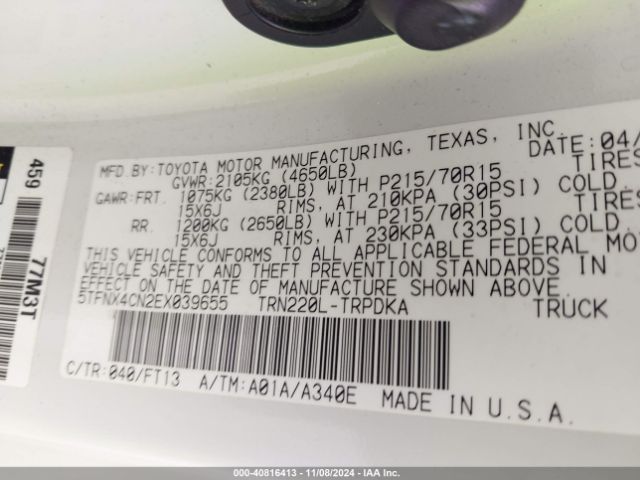 MFD.BY:TOYOTA MOTOR MANUFACTURING, TEXAS, INC. DATE:04/
GVWR:2105KG (4650LB)
GAWR:FRT. 1075KG (2380LB) WITH P215/70R15 TIRES
15X6J RIMS, AT 210KPA (30PSI) COLD.
RR. 1200KG (2650LB) WITH P215/70R15 TIRES
15X6J RIMS, AT 230KPA (33PSI) COLD.
THIS VEHICLE CONFORMS TO ALL APPLICABLE FEDERAL MO
VEHICLE SAFETY AND THEFT PREVENTION STANDARDS IN
EFFECT ON THE DATE OF MANUFACTURE SHOWN ABOVE.
5TFNX4CN2EX039655 TRN220L-TRPDKA TRUCK
C/TR:040/FT13 A/TM:A01A/A340E MADE IN U.S.A.
459
77M3T
000-40816413 - 11/08/2024 - copart.com